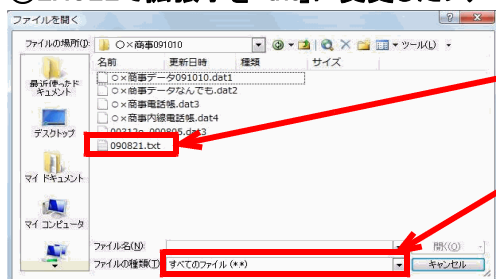 ファイルを開く
ファイルの場所(I):
○×商事091010
ツール(L)
名前
更新日時
種類
サイズ
○×商事データ091010.dat1
○×商事データなんでも.dat2
○×商事電話帳.dat3
○×商事内線電話帳.dat4
090821.txt
最近使ったドキュメント
デスクトップ
マイ ドキュメント
マイ コンピュータ
ファイル名(N):
開く(O)
ファイルの種類(T):
すべてのファイル (*.*)
キャンセル